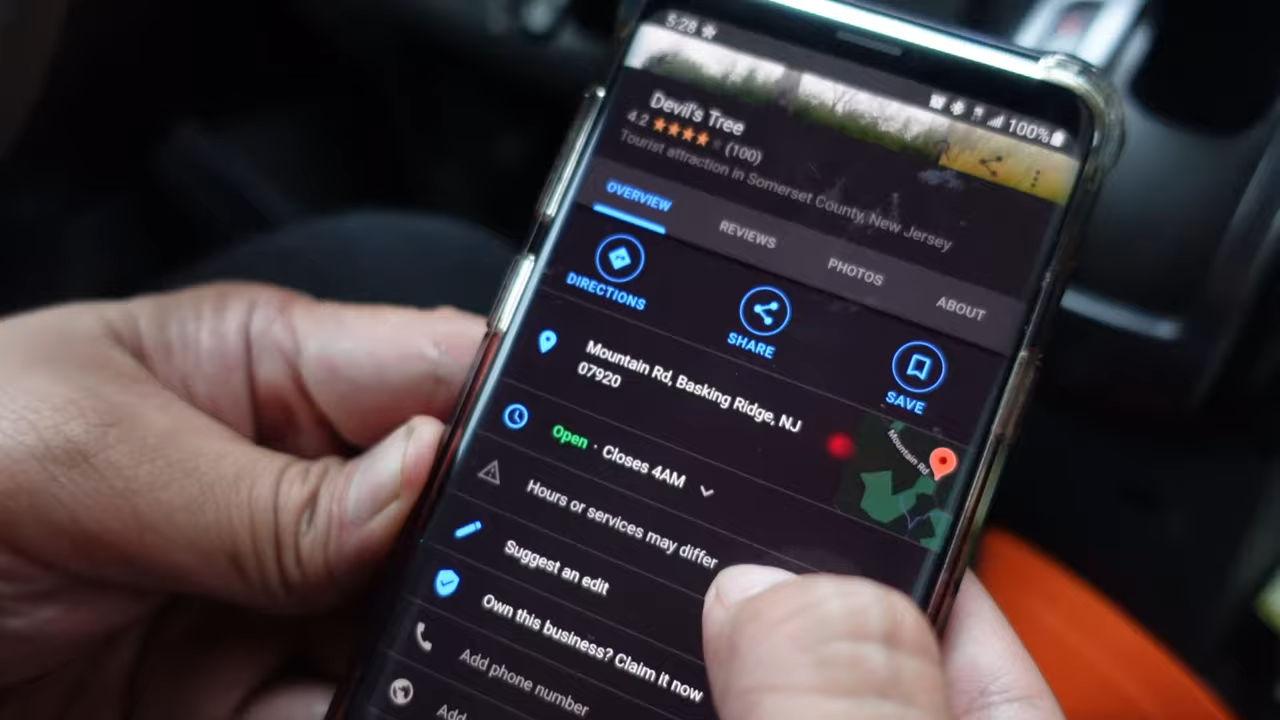 5:28
100%
Devil's Tree
4.2 (100)
Tourist attraction in Somerset County, New Jersey
OVERVIEW
REVIEWS
PHOTOS
ABOUT
DIRECTIONS
SHARE
SAVE
Mountain Rd, Basking Ridge, NJ
07920
Mountain Rd
Open · Closes 4AM
Hours or services may differ
Suggest an edit
Own this business? Claim it now
Add phone number
Add